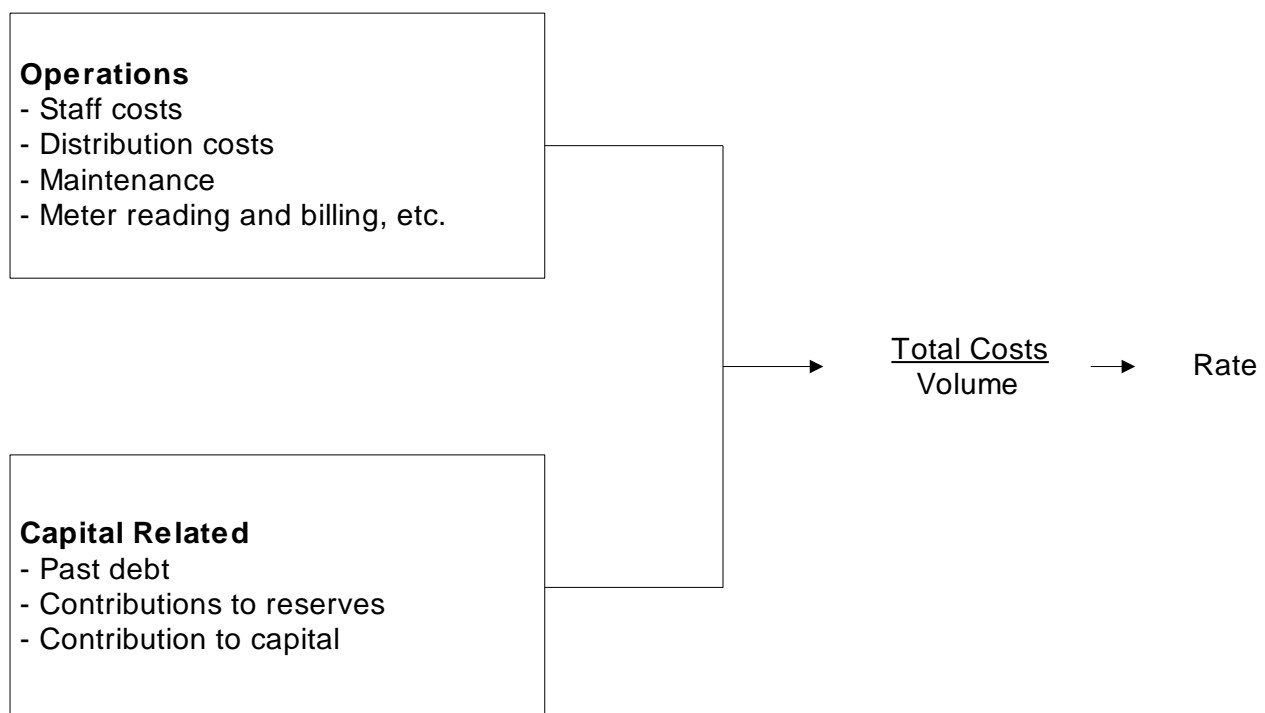 Operations
- Staff costs
- Distribution costs
- Maintenance
- Meter reading and billing, etc.
Total Costs
Volume
Rate
Capital Related
- Past debt
- Contributions to reserves
- Contribution to capital